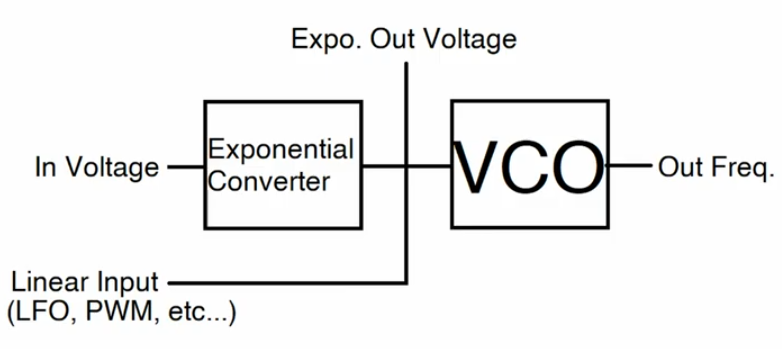 Expo. Out Voltage
In Voltage
Exponential
Converter
VCO
Out Freq.
Linear Input
(LFO, PWM, etc...)